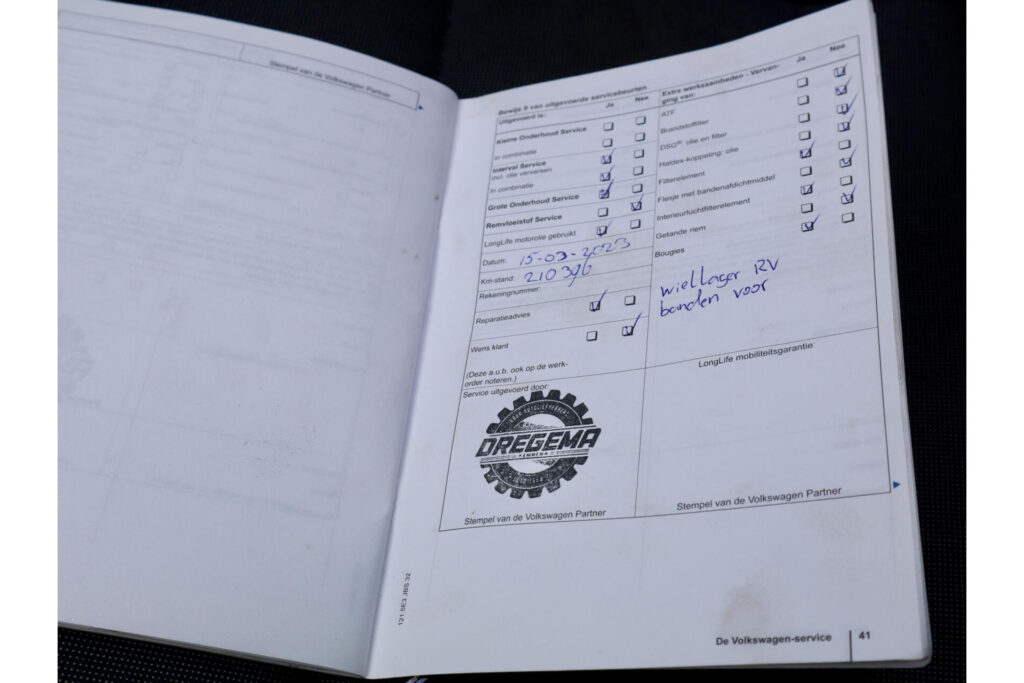 Stempel van de Volkswagen Partner
Bewijs 9 van uitgevoerde servicebeurten
Uitgevoerd is:
Ja
Nee
Kleine Onderhoud Service
In combinatie
Interval Service
incl. olie verversen
In combinatie
Grote Onderhoud Service
Remvloeistof Service
LongLife motorolie gebruikt
Datum: 15-03-2023
Km-stand:
Rekeningnummer:
Reparatieadvies
Wens klant
(Deze a.u.b. ook op de werk-
order noteren.)
Service uitgevoerd door:
DREGEMA
EMMEN
Stempel van de Volkswagen Partner
Ja
Nee
Extra werkzaamheden - Vervan-
ging van:
ATF
Brandstoffilter
DSG®: olie en filter
Haldex-koppeling: olie
Filterelement
Flesje met bandenafdichtmiddel
Interieurluchtfilterelement
Getande riem
Bougies
wiellager RV
banden voor
LongLife mobiliteitsgarantie:
Stempel van de Volkswagen Partner
121.5E3.JBS.32
De Volkswagen-service
41